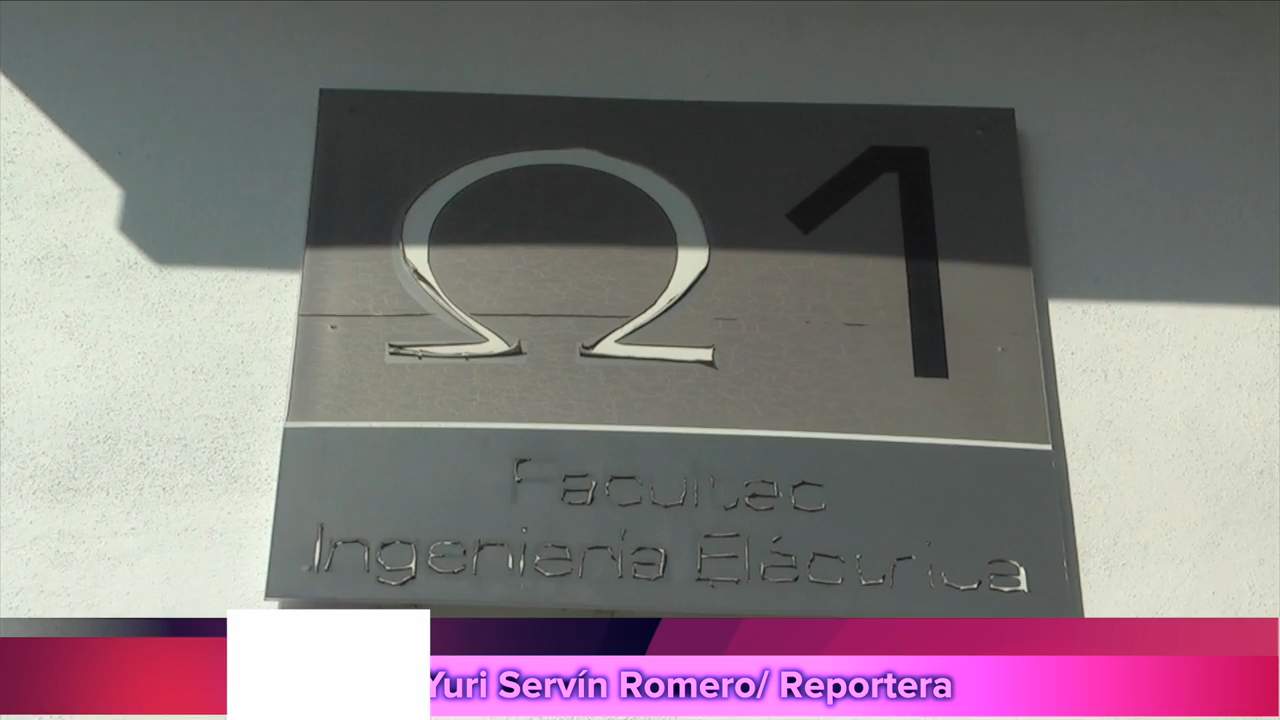 Ω1
Facultad
Ingeniería Eléctrica
Yuri Servín Romero/ Reportera